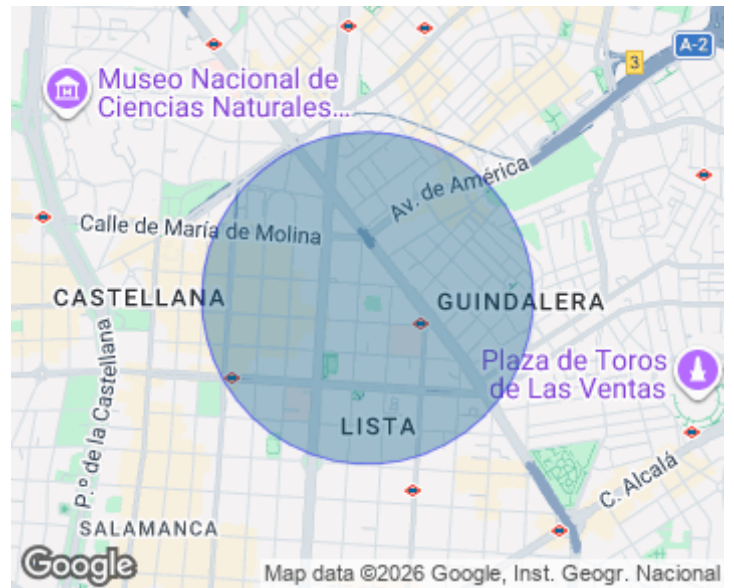 A-2
3
Museo Nacional de
Ciencias Naturales...
Av. de América
Calle de María de Molina
CASTELLANA
GUINDALERA
P.º de la Castellana
Plaza de Toros
de Las Ventas
LISTA
C. Alcalá
SALAMANCA
Google
Map data ©2026 Google, Inst. Geogr. Nacional